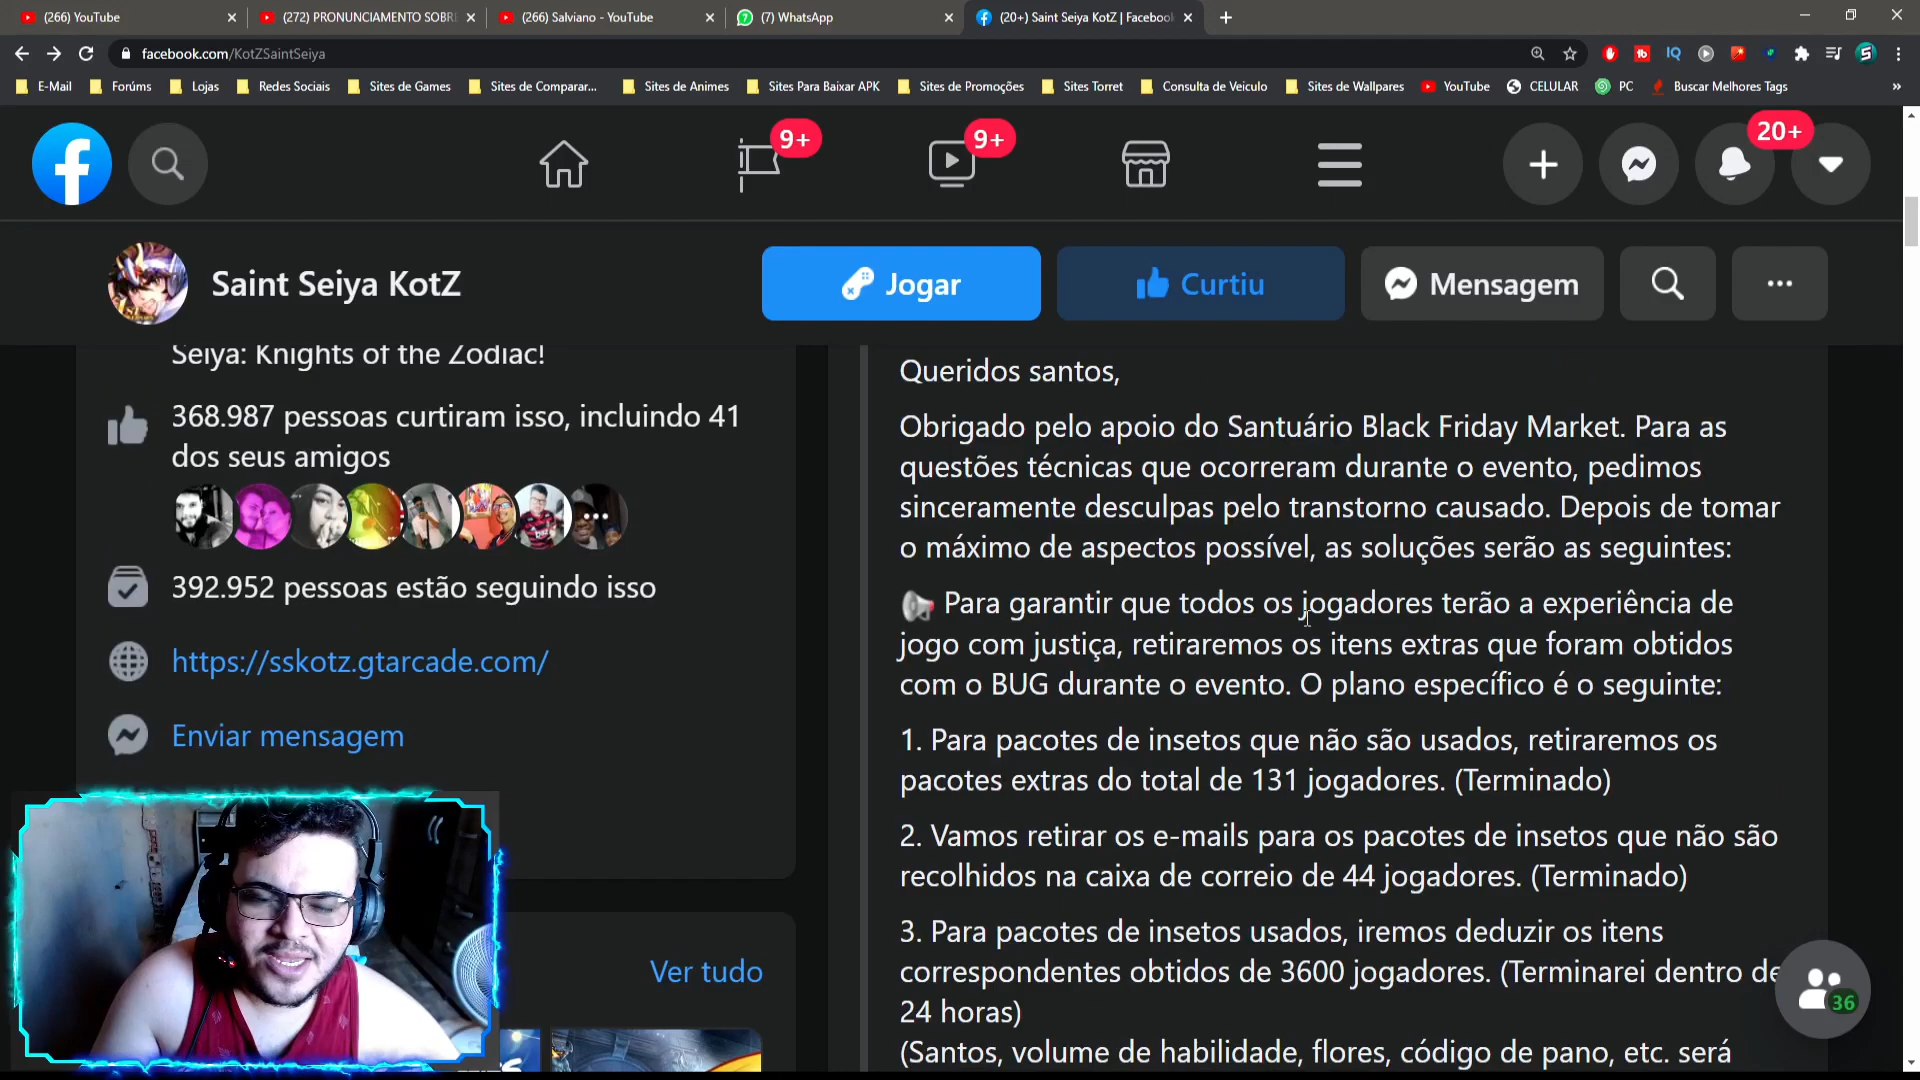 (266) YouTube
(272) PRONUNCIAMENTO SOBRE
(266) Salviano - YouTube
(7) WhatsApp
(20+) Saint Seiya KotZ | Facebook
facebook.com/KotZSaintSeiya
E-Mail
Forúms
Lojas
Redes Sociais
Sites de Games
Sites de Comparar...
Sites de Animes
Sites Para Baixar APK
Sites de Promoções
Sites Torret
Consulta de Veiculo
Sites de Wallpares
YouTube
CELULAR
PC
Buscar Melhores Tags
»
9+
9+
20+
Saint Seiya KotZ
Jogar
Curtiu
Mensagem
Seiya: Knights of the Zodiac!
368.987 pessoas curtiram isso, incluindo 41
dos seus amigos
392.952 pessoas estão seguindo isso
https://sskotz.gtarcade.com/
Enviar mensagem
Ver tudo
Queridos santos,
Obrigado pelo apoio do Santuário Black Friday Market. Para as
questões técnicas que ocorreram durante o evento, pedimos
sinceramente desculpas pelo transtorno causado. Depois de tomar
o máximo de aspectos possível, as soluções serão as seguintes:
Para garantir que todos os jogadores terão a experiência de
jogo com justiça, retiraremos os itens extras que foram obtidos
com o BUG durante o evento. O plano específico é o seguinte:
1. Para pacotes de insetos que não são usados, retiraremos os
pacotes extras do total de 131 jogadores. (Terminado)
2. Vamos retirar os e-mails para os pacotes de insetos que não são
recolhidos na caixa de correio de 44 jogadores. (Terminado)
3. Para pacotes de insetos usados, iremos deduzir os itens
correspondentes obtidos de 3600 jogadores. (Terminarei dentro de
24 horas)
(Santos, volume de habilidade, flores, código de pano, etc. será
36